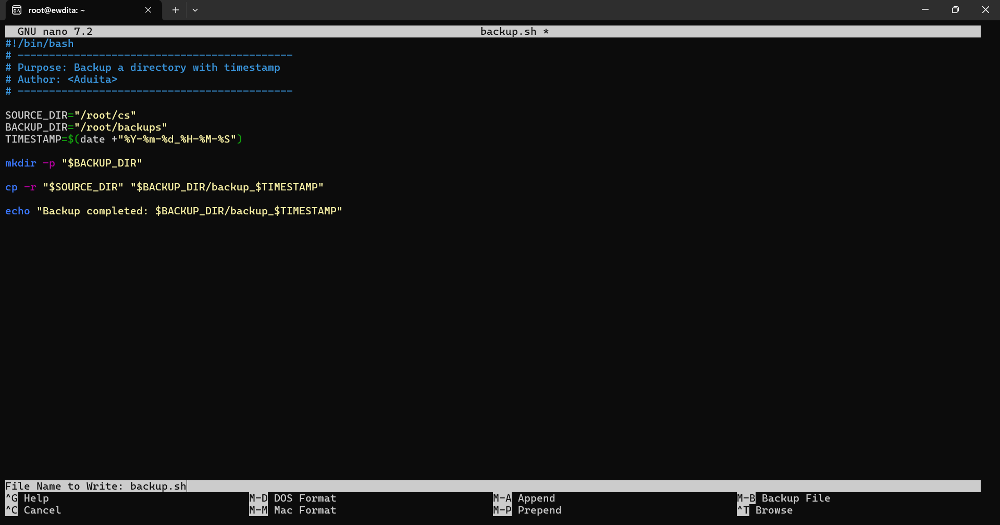 root@ewdita: ~
GNU nano 7.2 backup.sh *
#!/bin/bash
# --------------------------------------------
# Purpose: Backup a directory with timestamp
# Author: <Aduita>
# --------------------------------------------
SOURCE_DIR="/root/cs"
BACKUP_DIR="/root/backups"
TIMESTAMP=$(date +"%Y-%m-%d_%H-%M-%S")
mkdir -p "$BACKUP_DIR"
cp -r "$SOURCE_DIR" "$BACKUP_DIR/backup_$TIMESTAMP"
echo "Backup completed: $BACKUP_DIR/backup_$TIMESTAMP"
File Name to Write: backup.sh
^G Help M-D DOS Format M-A Append M-B Backup File
^C Cancel M-M Mac Format M-P Prepend ^T Browse